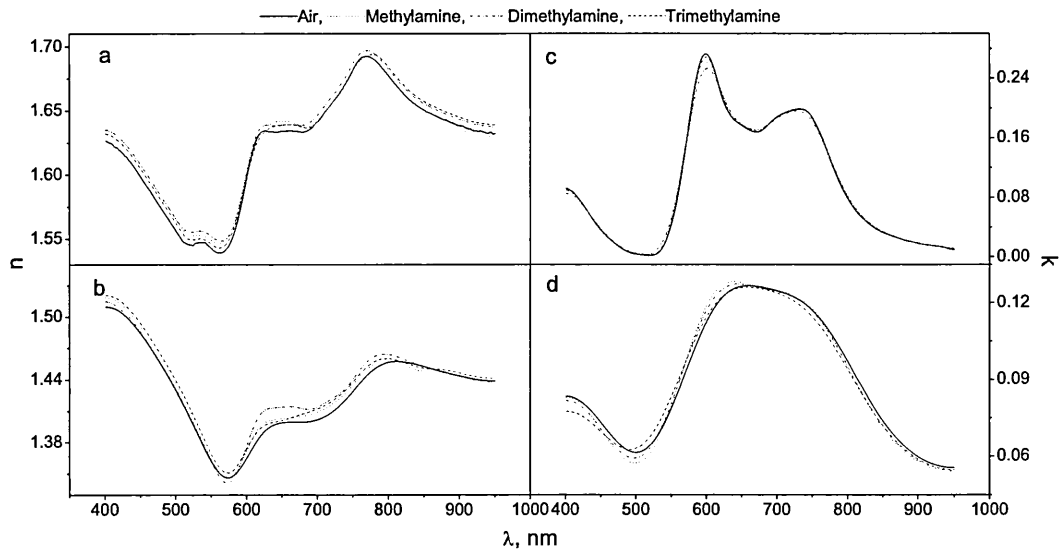 Air, Methylamine, Dimethylamine, Trimethylamine
a
c
1.70
1.65
1.60
1.55
0.24
0.16
0.08
0.00
n
k
b
d
1.50
1.44
1.38
0.12
0.09
0.06
400 500 600 700 800 900 1000
400 500 600 700 800 900 1000
λ, nm